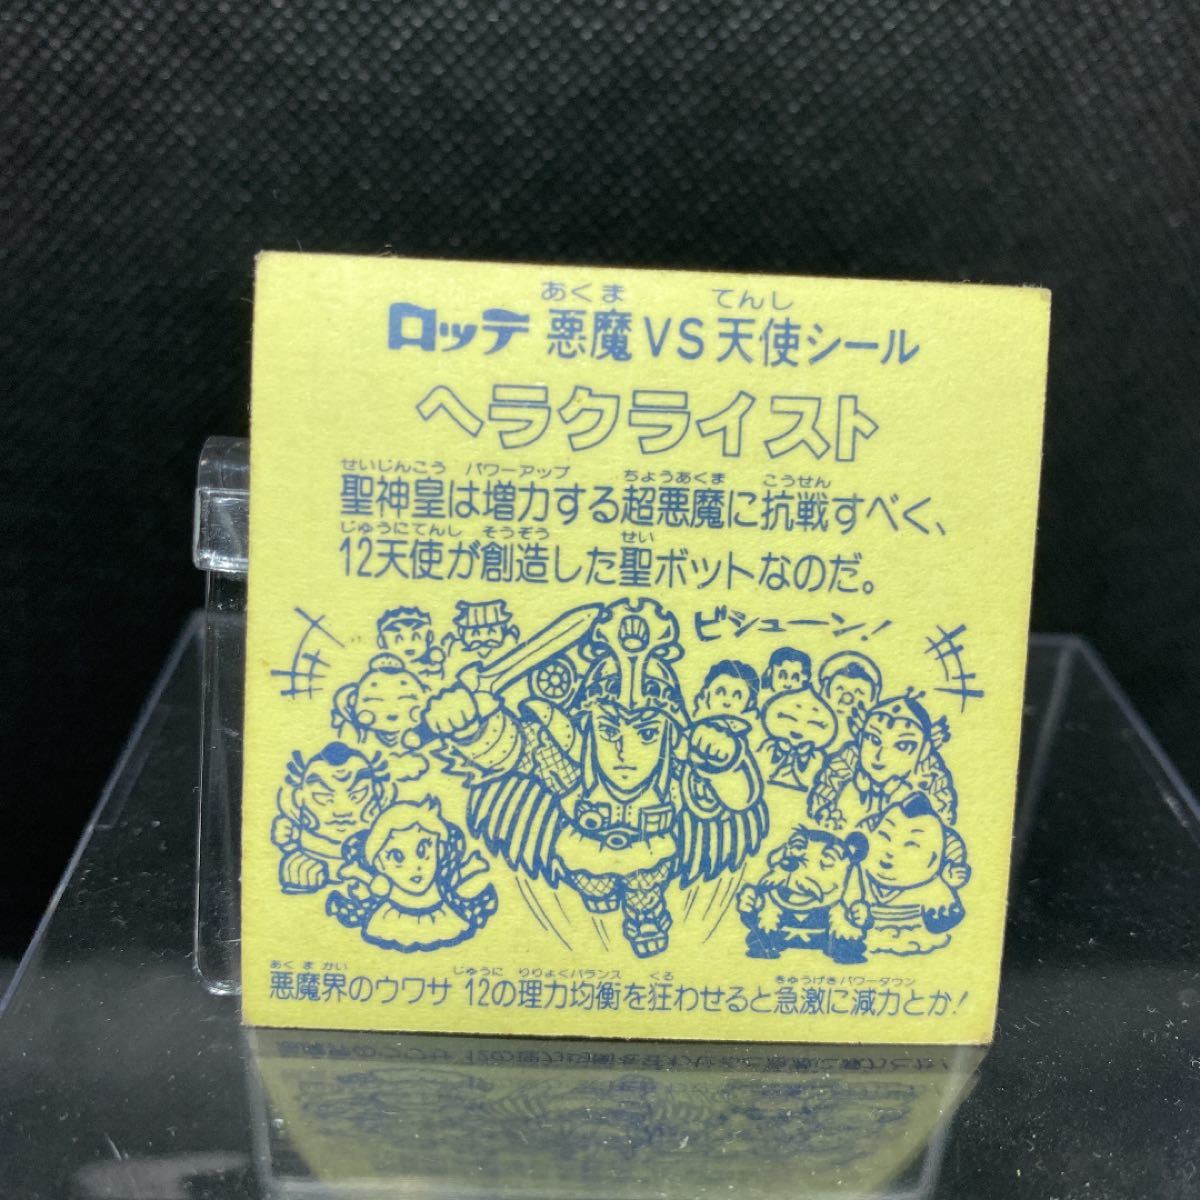 あくま てんし
ロッテ 悪魔VS天使シール
ヘラクライスト
せいじんこう パワーアップ ちょうあくま こうせん
聖神皇は増力する超悪魔に抗戦すべく、
じゅうにてんし そうぞう せい
12天使が創造した聖ボットなのだ。
ビシューン!
あくまかい じゅうに りりょくバランス くる きゅうげきパワーダウン
悪魔界のウワサ 12の理力均衡を狂わせると急激に減力とか!